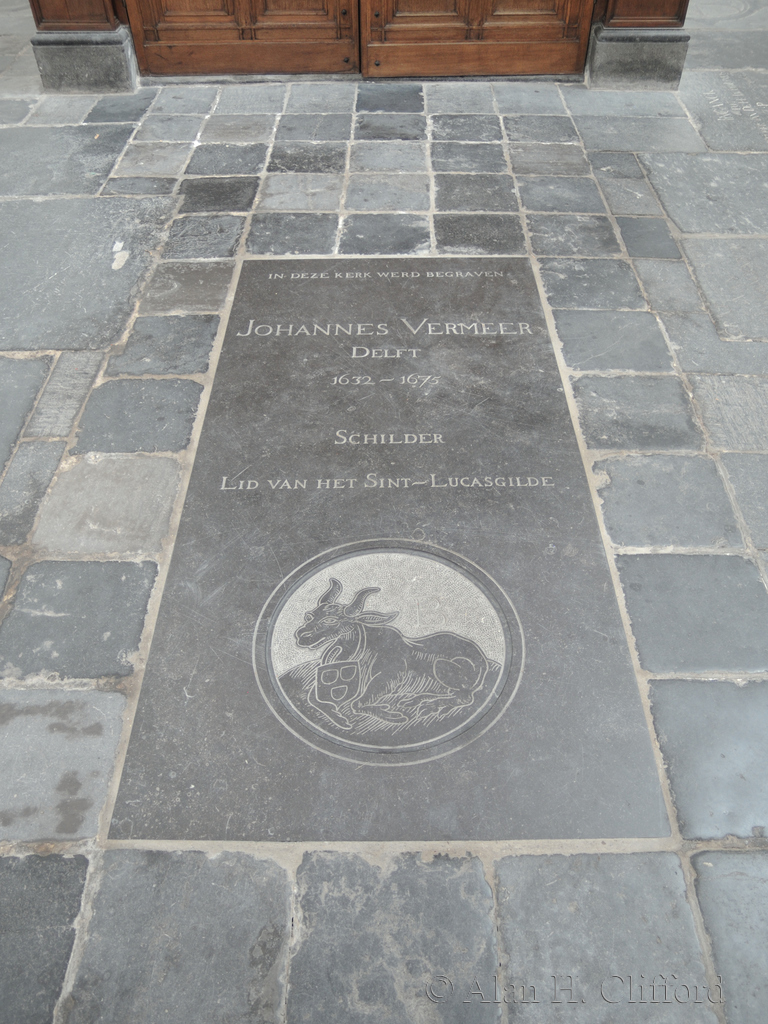 IN DEZE KERK WERD BEGRAVEN
JOHANNES VERMEER
DELFT
1632 – 1675
SCHILDER
LID VAN HET SINT–LUCASGILDE
© Alan H. Clifford